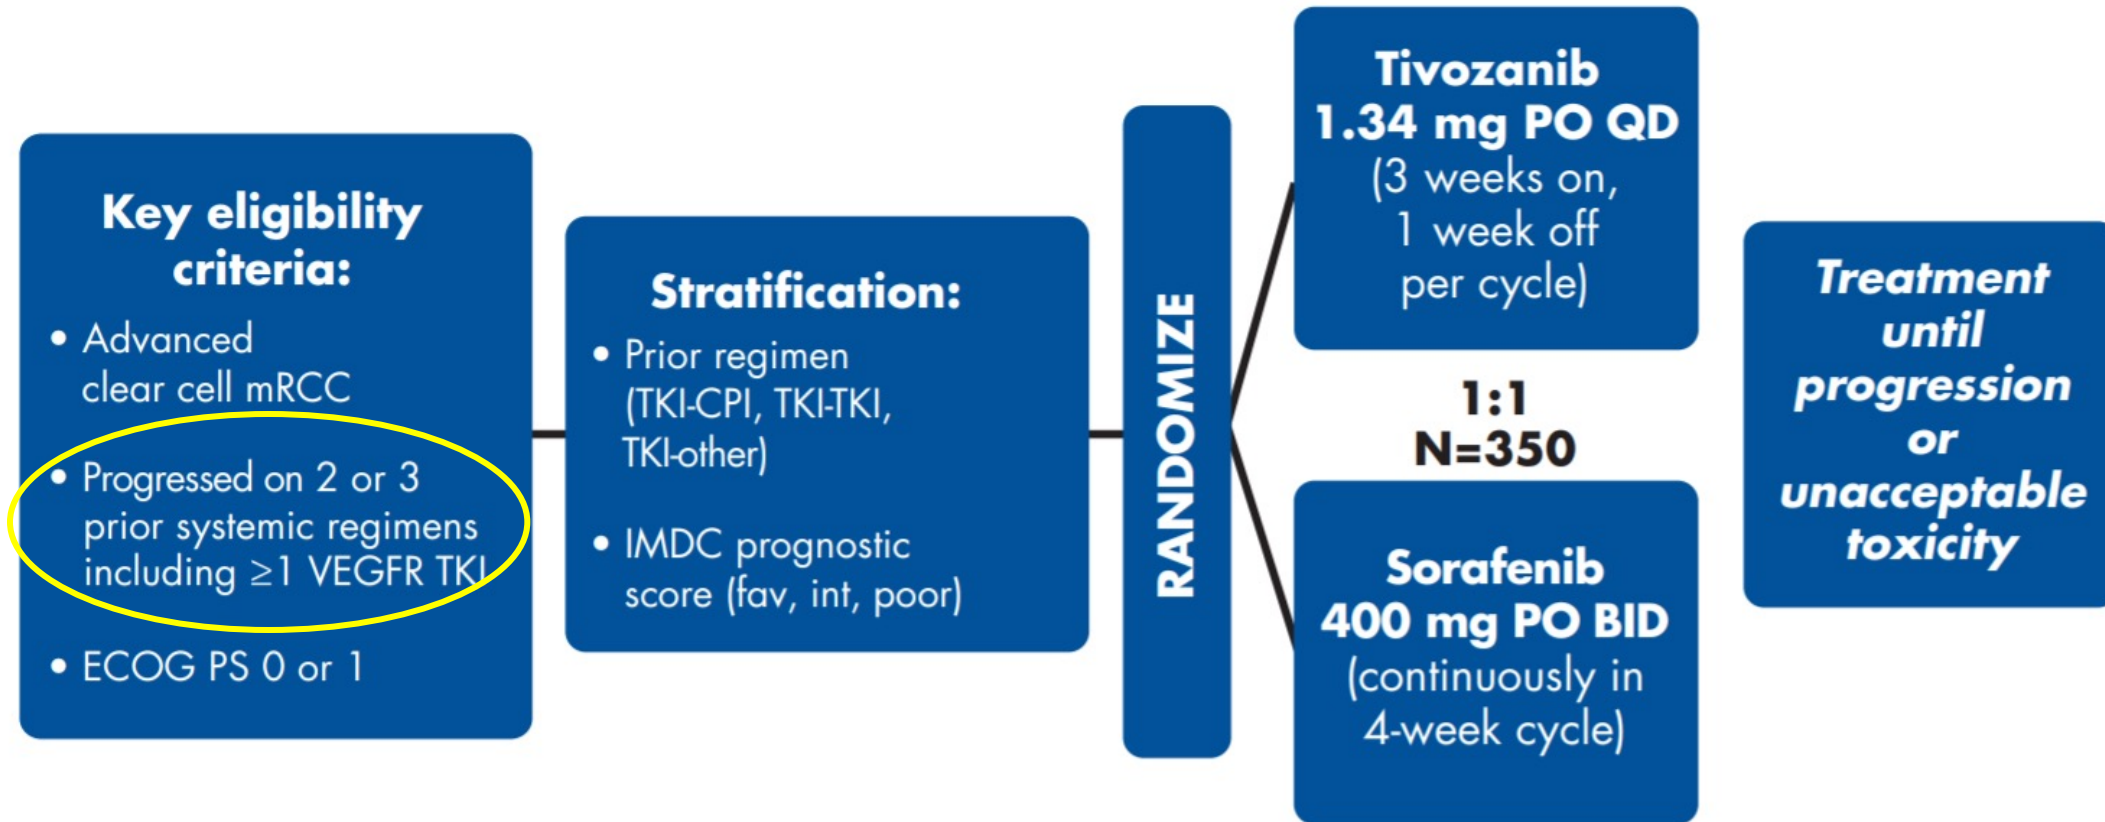 Key eligibility
criteria:
• Advanced
clear cell mRCC
• Progressed on 2 or 3
prior systemic regimens
including ≥1 VEGFR TKI
• ECOG PS 0 or 1
Stratification:
• Prior regimen
(TKI-CPI, TKI-TKI,
TKI-other)
• IMDC prognostic
score (fav, int, poor)
RANDOMIZE
Tivozanib
1.34 mg PO QD
(3 weeks on,
1 week off
per cycle)
1:1
N=350
Sorafenib
400 mg PO BID
(continuously in
4-week cycle)
Treatment
until
progression
or
unacceptable
toxicity